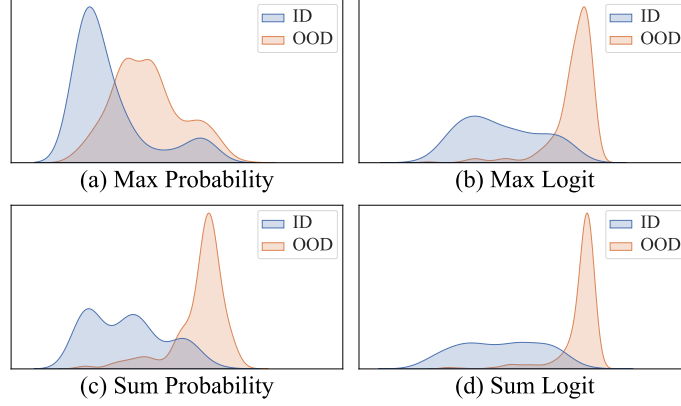 ID
OOD
ID
OOD
(a) Max Probability
(b) Max Logit
ID
OOD
ID
OOD
(c) Sum Probability
(d) Sum Logit